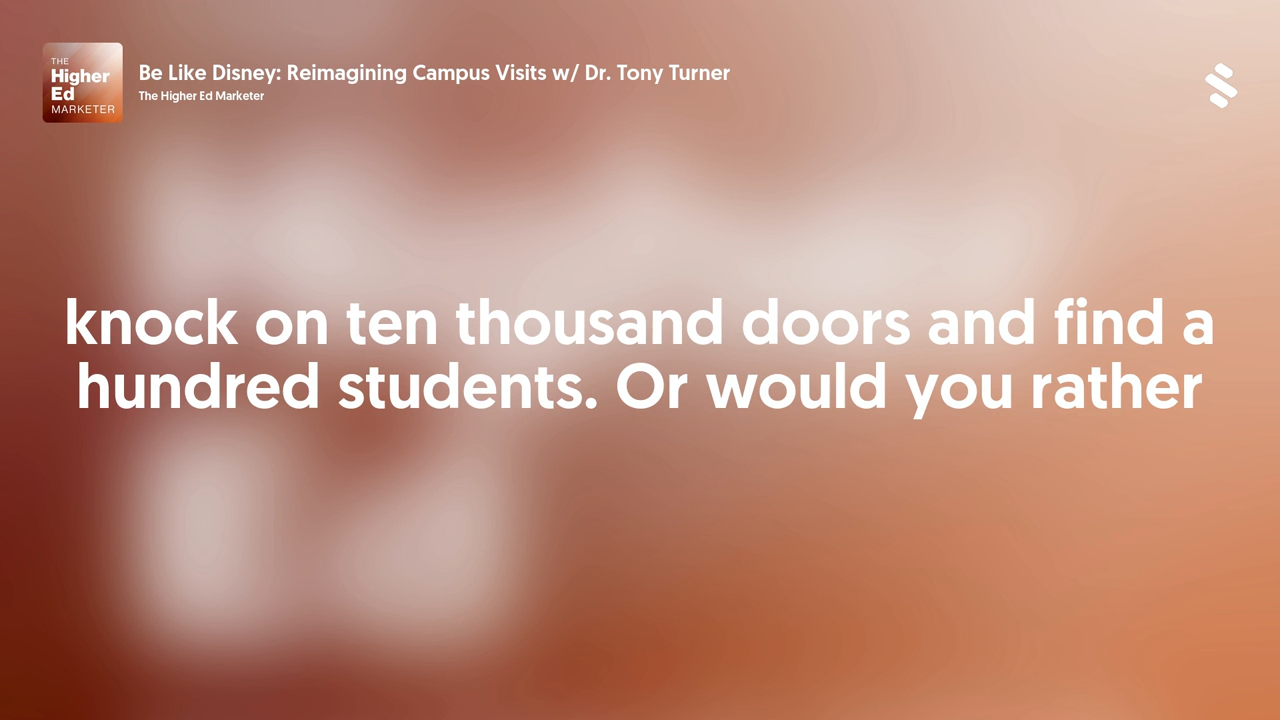 THE
Higher
Ed
MARKETER
Be Like Disney: Reimagining Campus Visits w/ Dr. Tony Turner
The Higher Ed Marketer
knock on ten thousand doors and find a
hundred students. Or would you rather